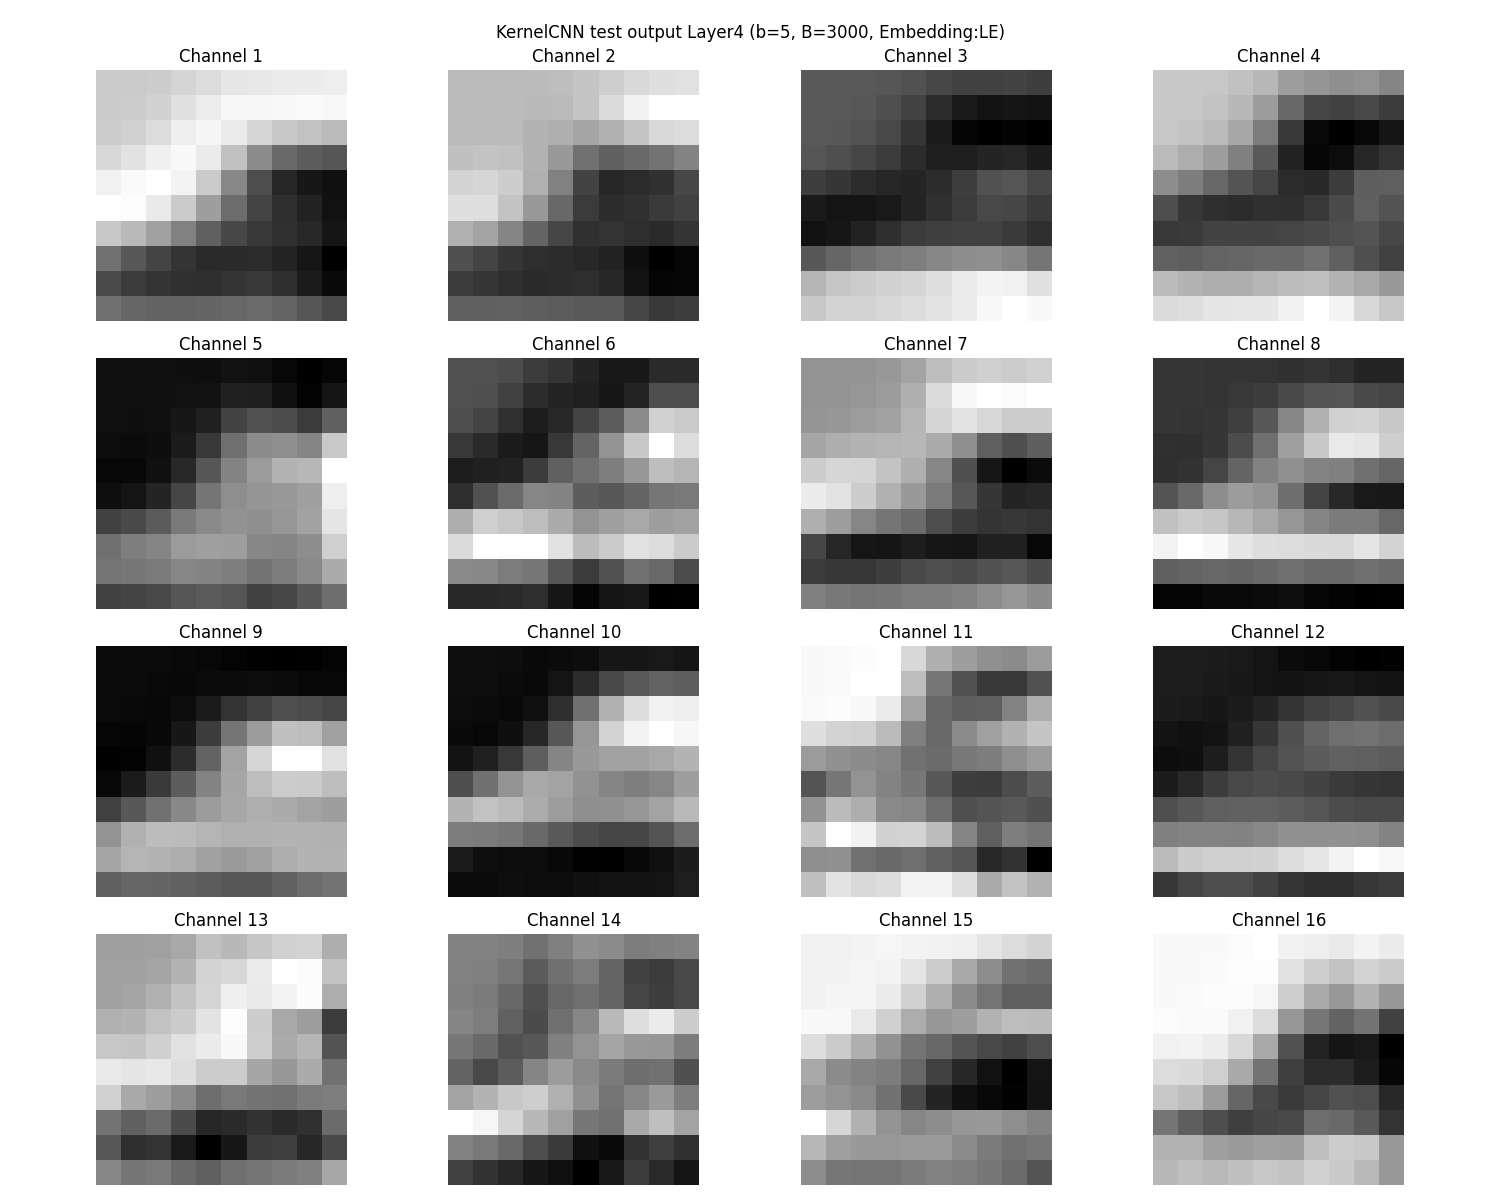 KernelCNN test output Layer4 (b=5, B=3000, Embedding:LE)
Channel 1 Channel 2 Channel 3 Channel 4
Channel 5 Channel 6 Channel 7 Channel 8
Channel 9 Channel 10 Channel 11 Channel 12
Channel 13 Channel 14 Channel 15 Channel 16